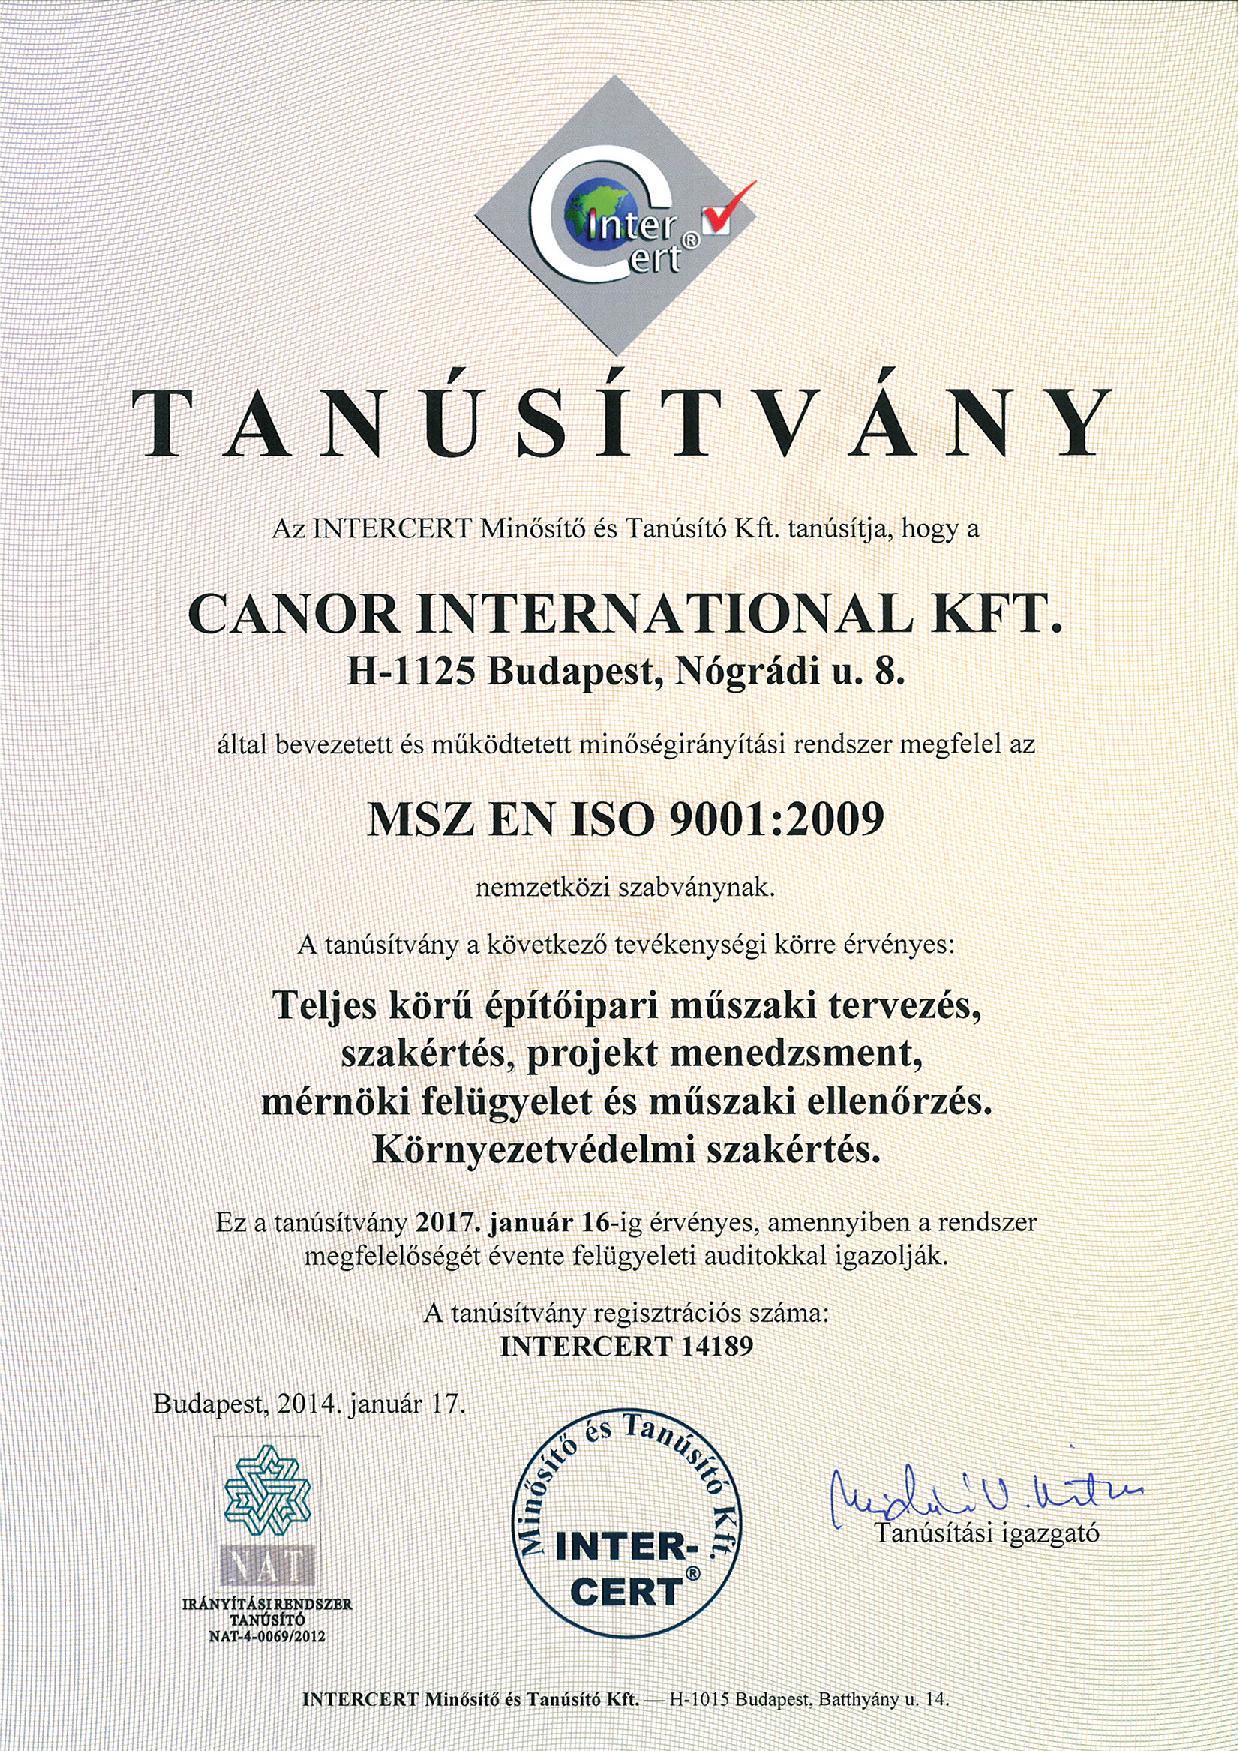 Inter
Cert®
TANÚSÍTVÁNY
Az INTERCERT Minősítő és Tanúsító Kft. tanúsítja, hogy a
CANOR INTERNATIONAL KFT.
H-1125 Budapest, Nógrádi u. 8.
által bevezetett és működtetett minőségirányítási rendszer megfelel az
MSZ EN ISO 9001:2009
nemzetközi szabványnak.
A tanúsítvány a következő tevékenységi körre érvényes:
Teljes körű építőipari műszaki tervezés,
szakértés, projekt menedzsment,
mérnöki felügyelet és műszaki ellenőrzés.
Környezetvédelmi szakértés.
Ez a tanúsítvány 2017. január 16-ig érvényes, amennyiben a rendszer
megfelelőségét évente felügyeleti auditokkal igazolják.
A tanúsítvány regisztrációs száma:
INTERCERT 14189
Budapest, 2014. január 17.
NAT
IRÁNYÍTÁSI RENDSZER
TANÚSÍTÓ
NAT-4-0069/2012
Minősítő és Tanúsító Kft.
INTER-
CERT®
Tanúsítási igazgató
INTERCERT Minősítő és Tanúsító Kft. — H-1015 Budapest, Batthyány u. 14.